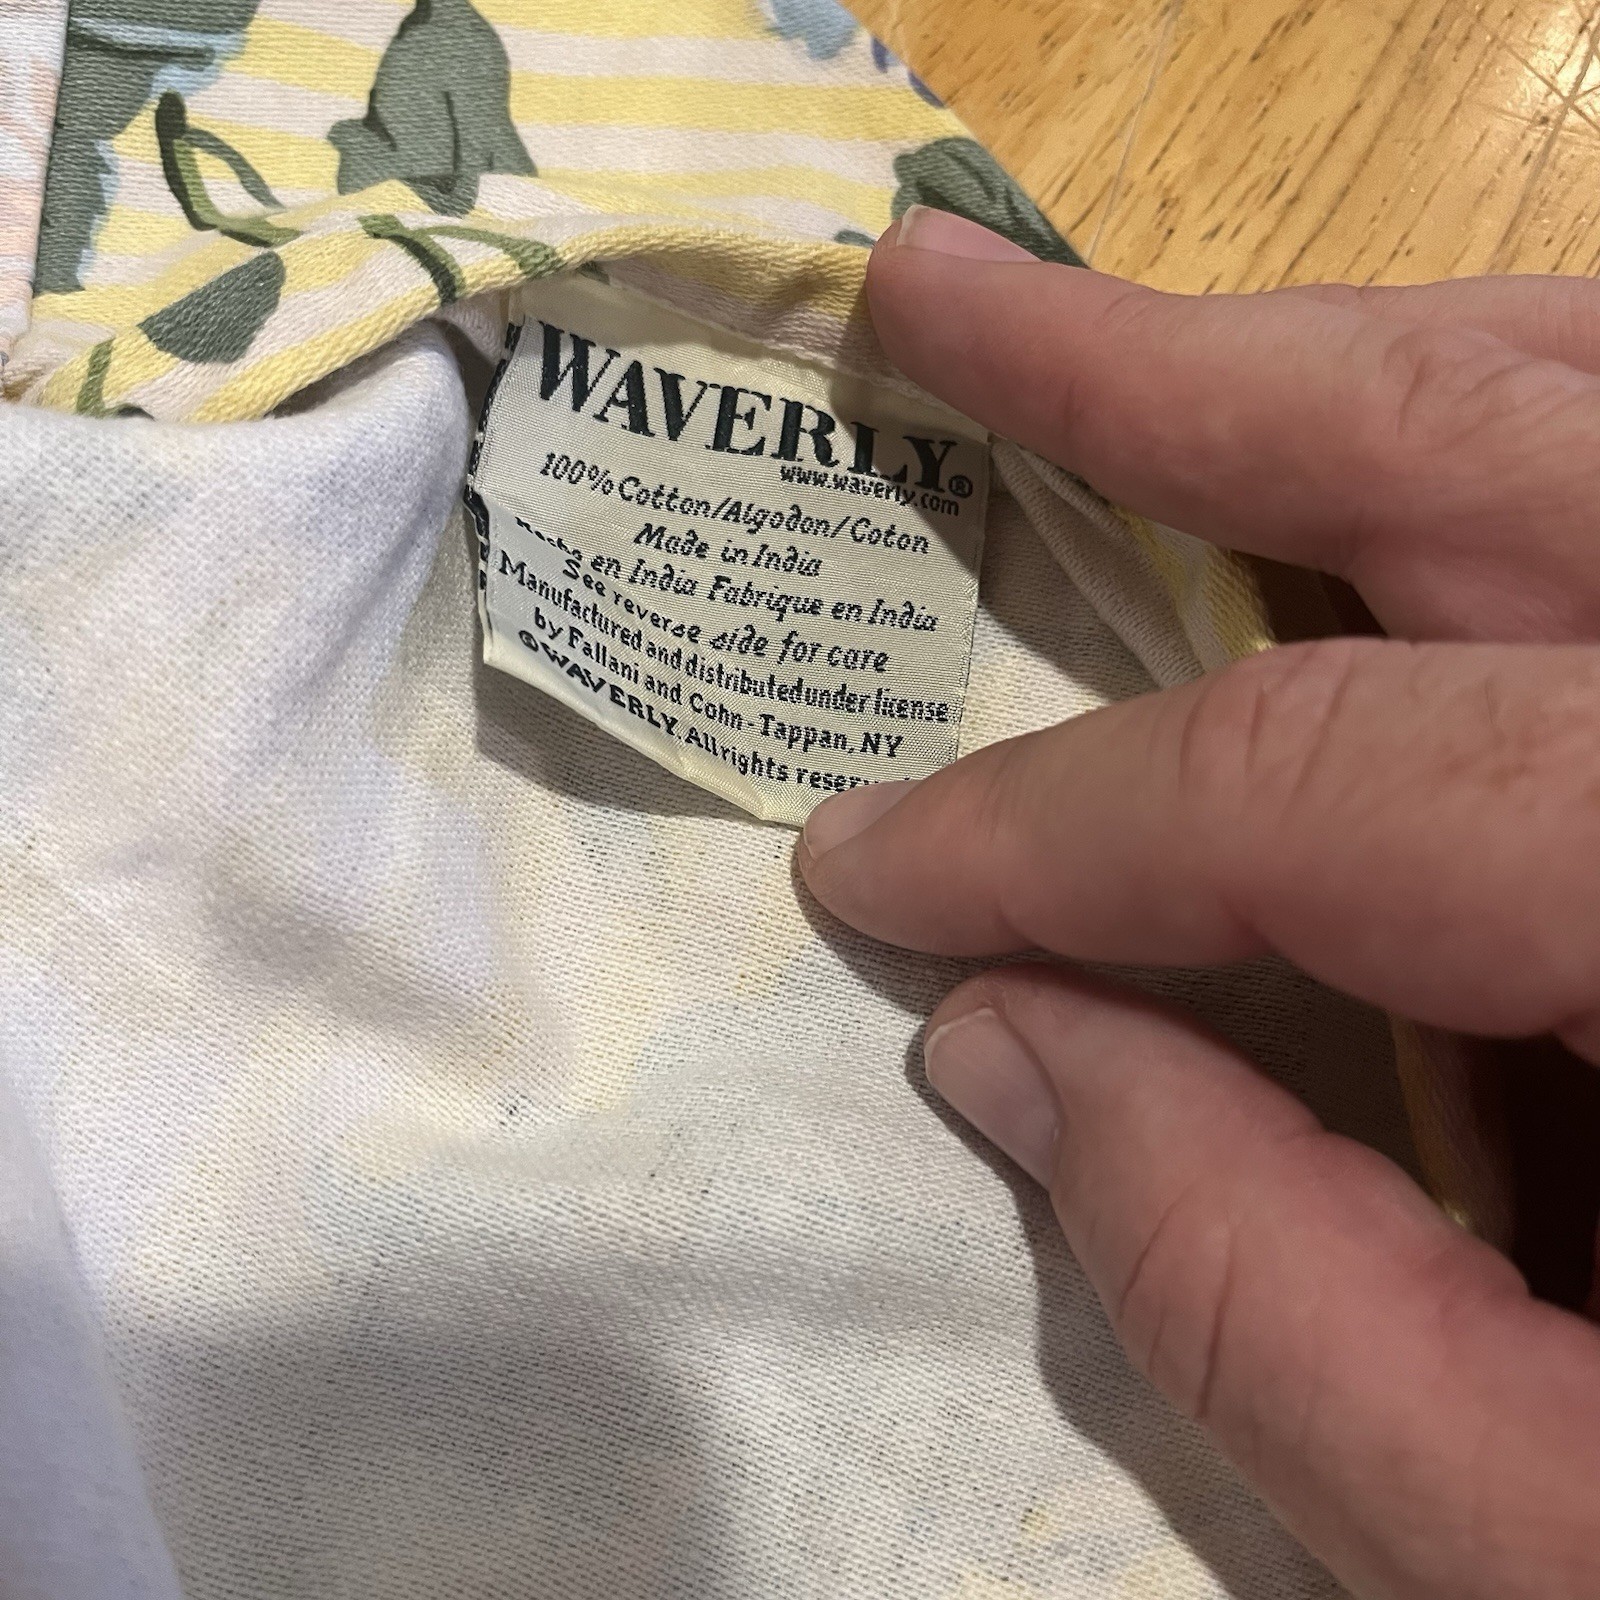 WAVERLY®
www.waverly.com
100% Cotton/Algodon/Coton
Made in India
Hecho en India Fabrique en India
See reverse side for care
Manufactured and distributed under license
by Fallani and Cohn-Tappan, NY
©WAVERLY. All rights